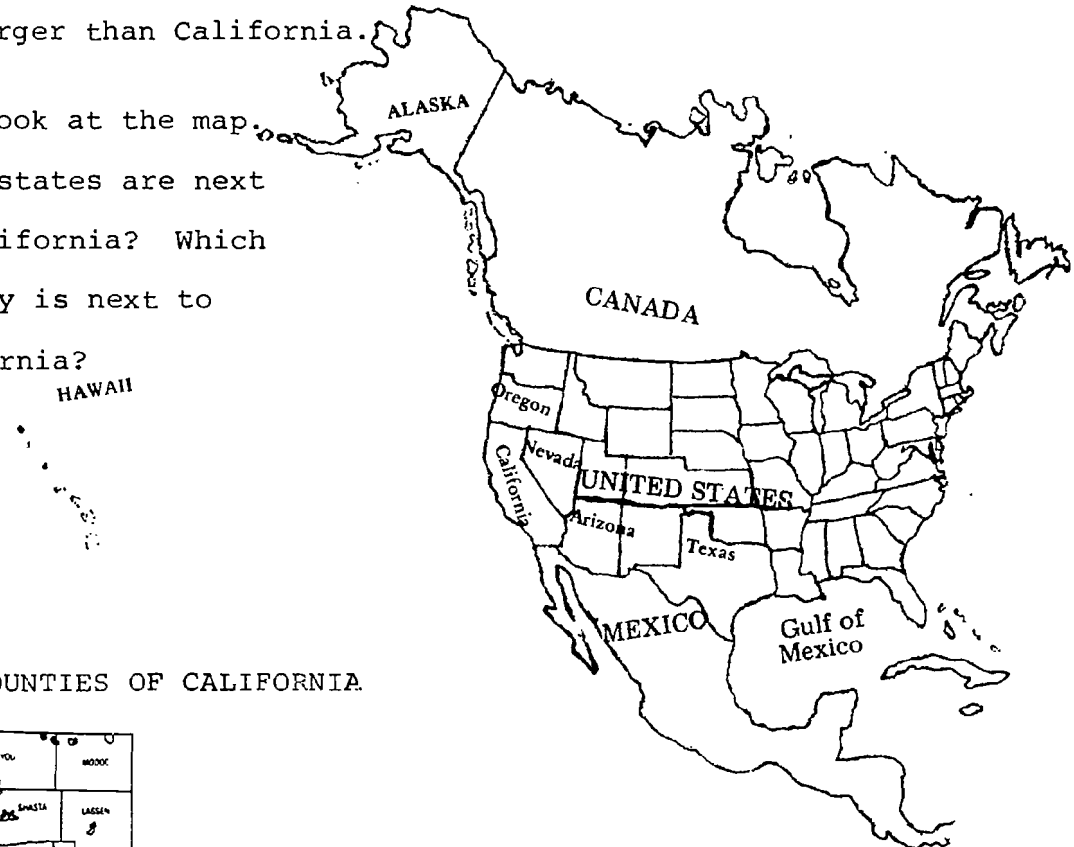 rger than California.
ook at the map.
states are next
ifornia? Which
y is next to
rnia?
HAWAII
ALASKA
CANADA
Oregon
Nevada
California
UNITED STATES
Arizona
Texas
MEXICO
Gulf of
Mexico
OUNTIES OF CALIFORNIA
YOU
MODOC
SHASTA
LASSEN